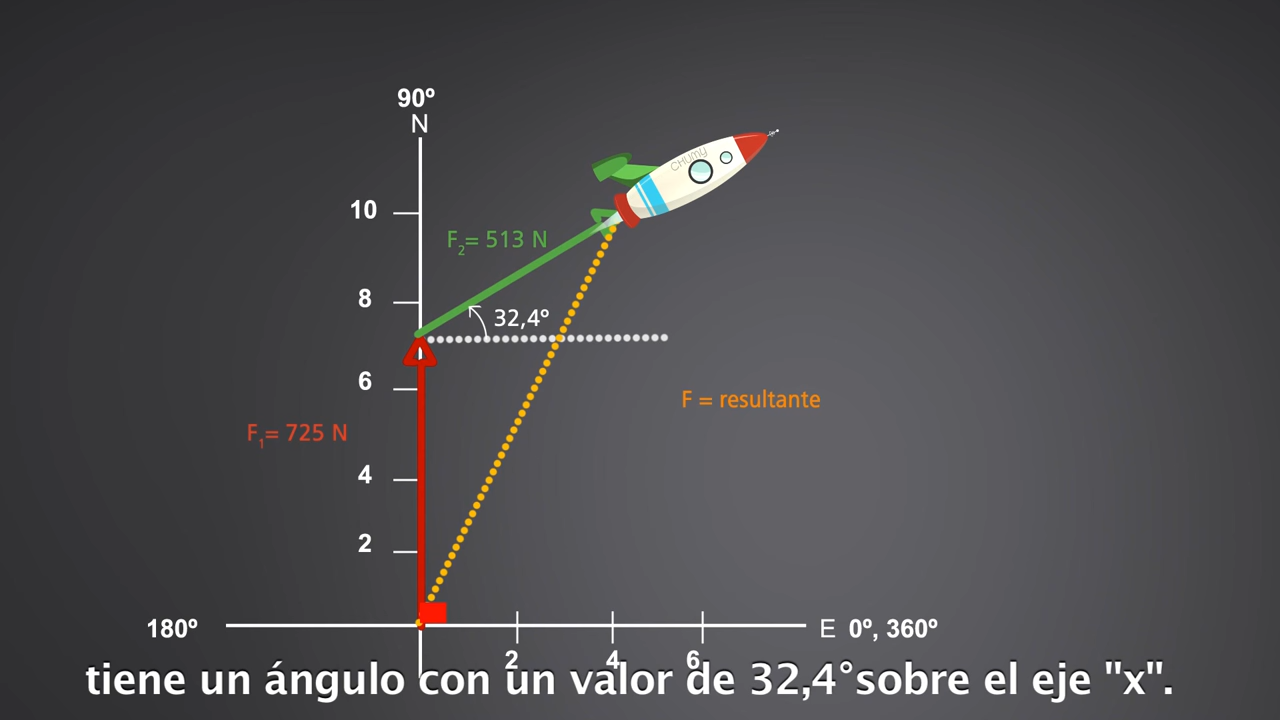 90º
N
10
CHUMY
F₂= 513 N
8
32,4º
6
F = resultante
F₁= 725 N
4
2
180º
E 0º, 360º
2 4 6
tiene un ángulo con un valor de 32,4°sobre el eje "x".